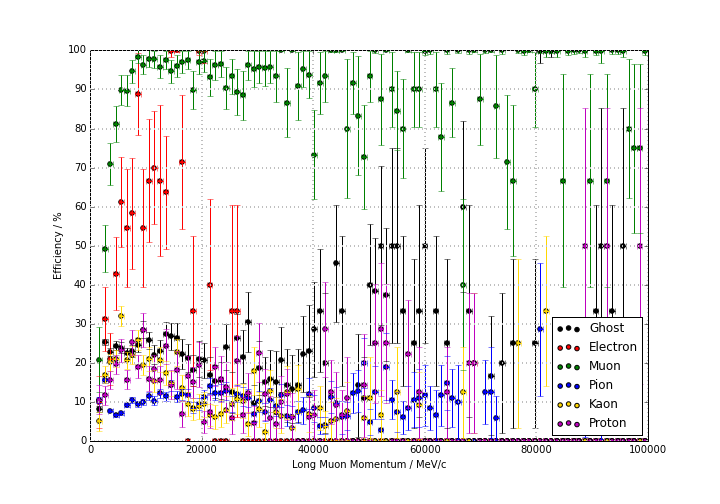 100
90
80
70
60
50
40
30
20
10
0
Efficiency / %
0
20000
40000
60000
80000
100000
Long Muon Momentum / MeV/c
Ghost
Electron
Muon
Pion
Kaon
Proton